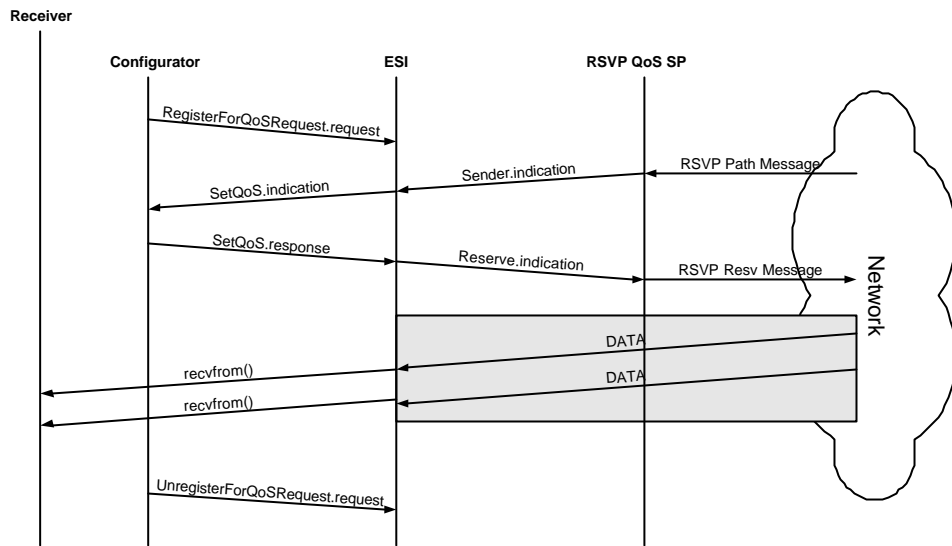 Receiver
Configurator
ESI
RSVP QoS SP
RegisterForQoSRequest.request
RSVP Path Message
Sender.indication
SetQoS.indication
SetQoS.response
Reserve.indication
RSVP Resv Message
Network
DATA
recvfrom()
DATA
recvfrom()
UnregisterForQoSRequest.request